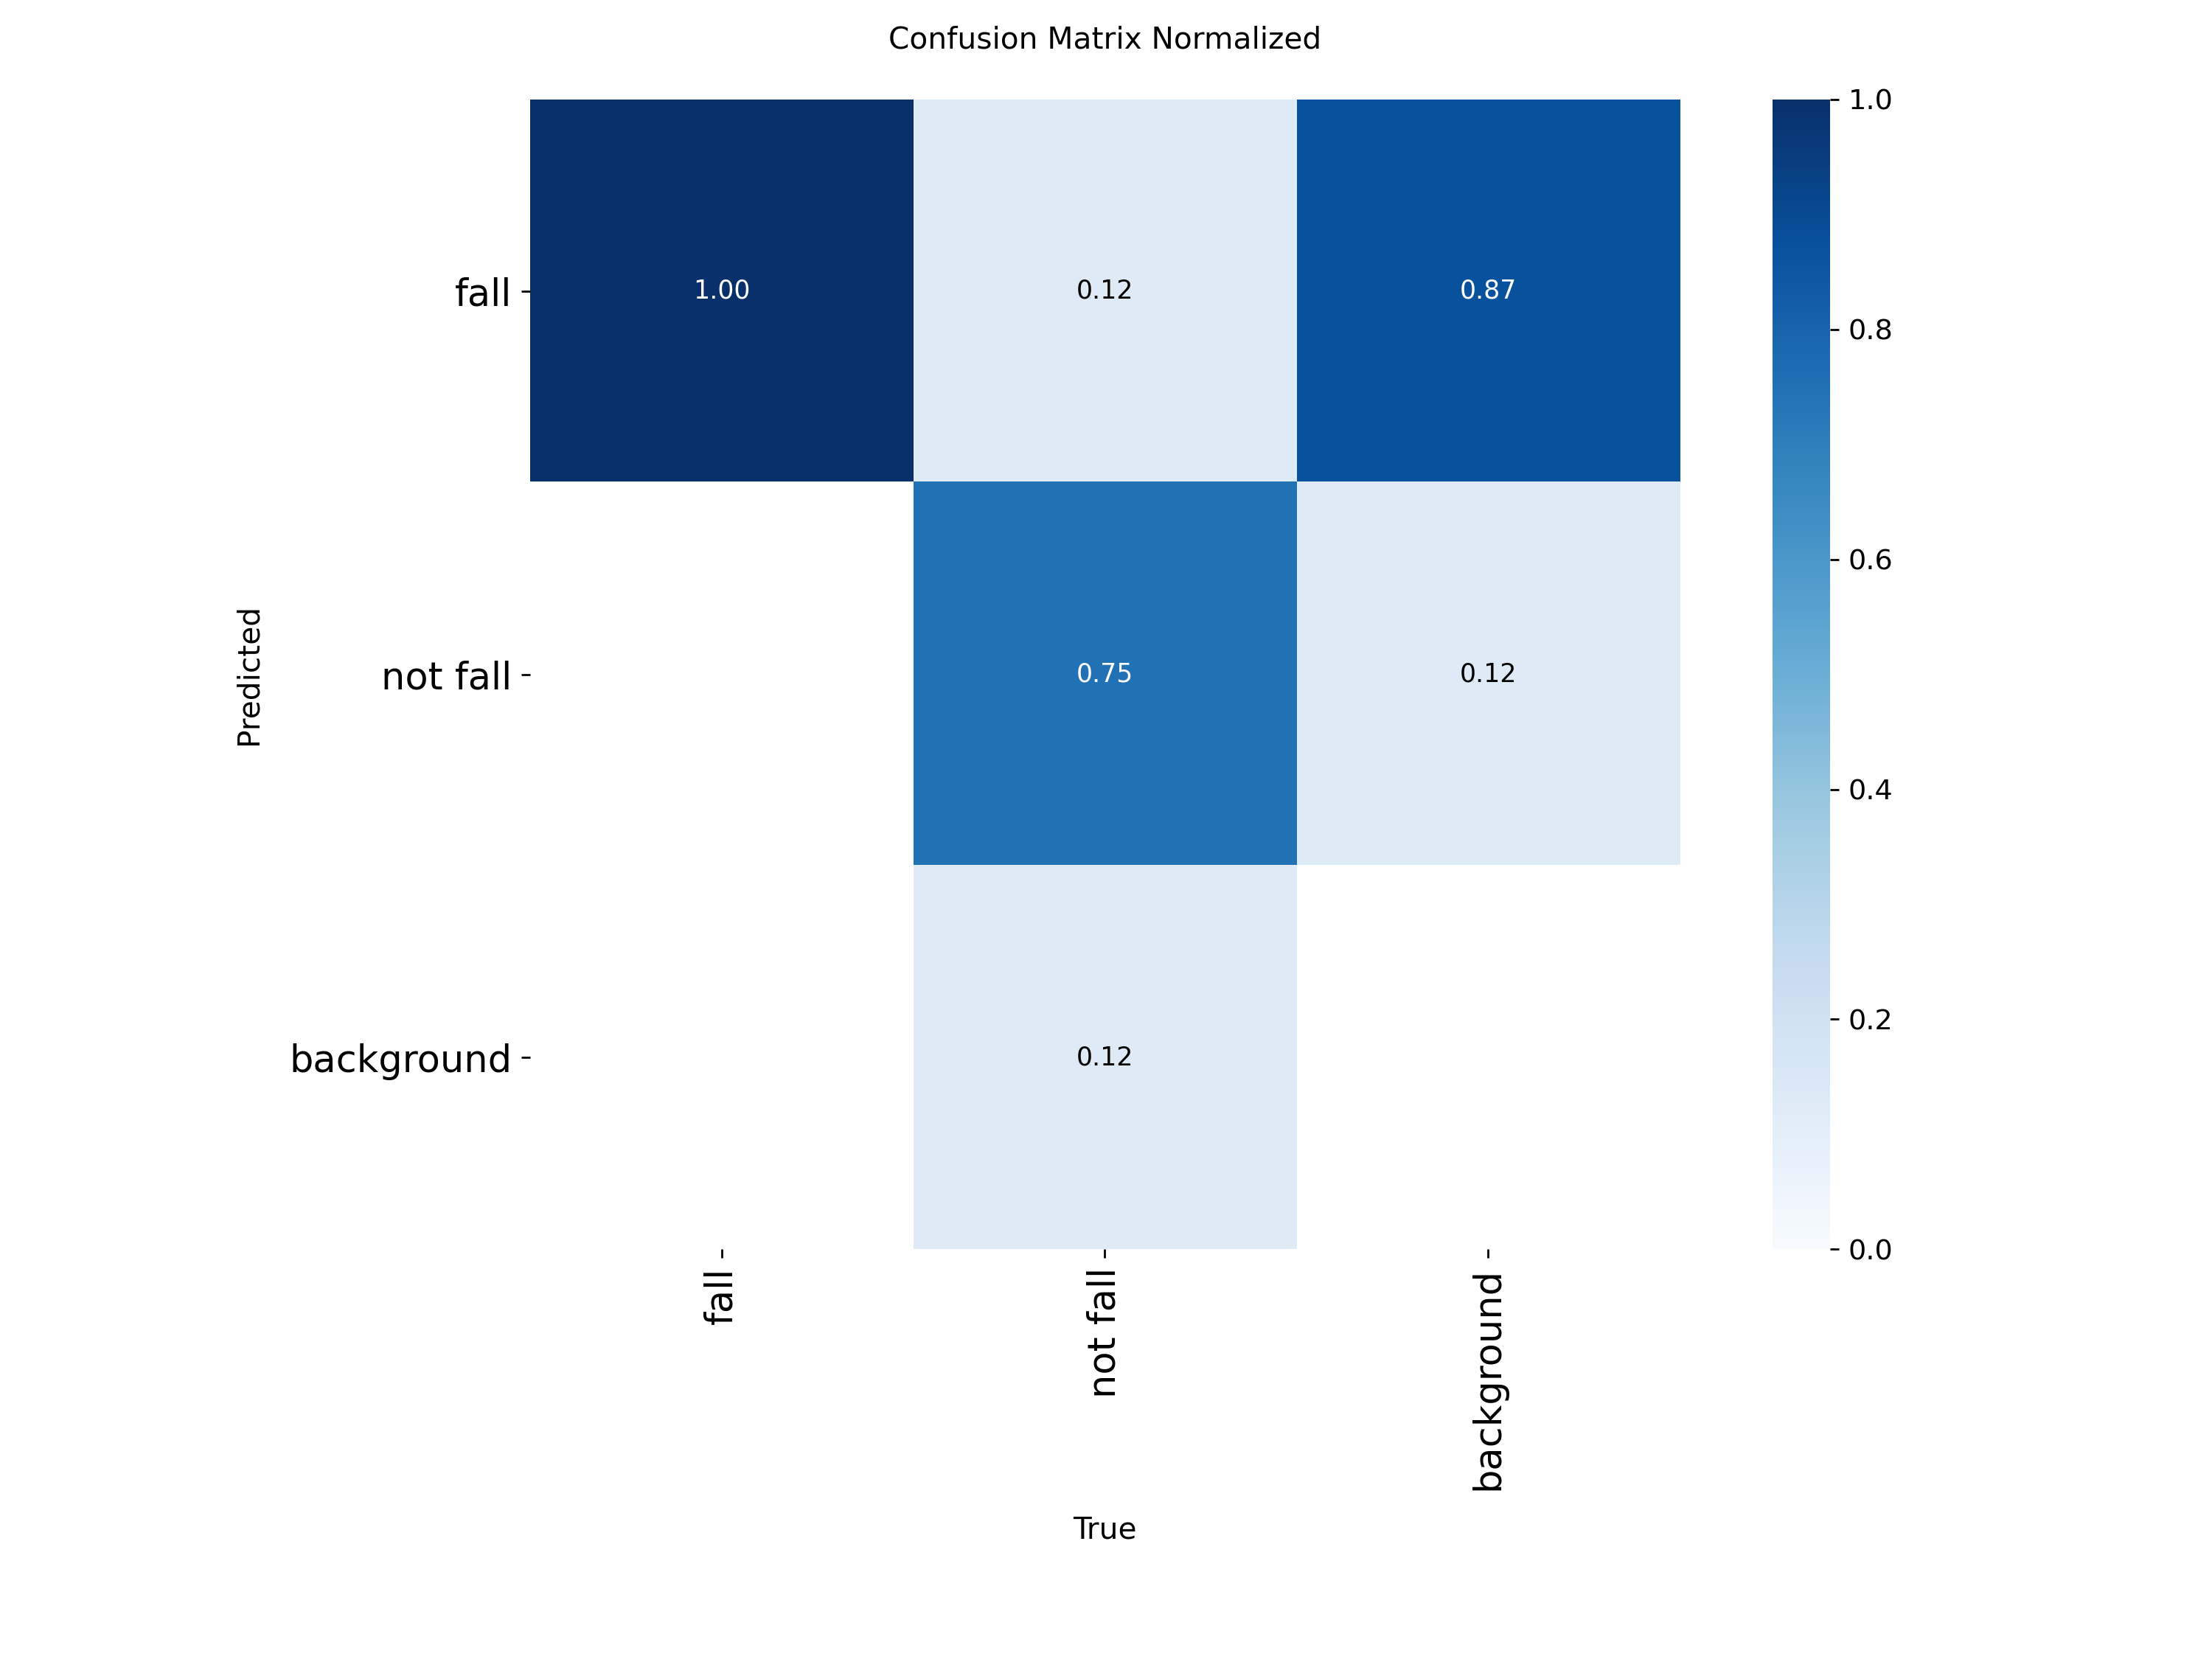 Confusion Matrix Normalized
1.0
fall
1.00
0.12
0.87
0.8
0.6
Predicted
not fall
0.75
0.12
0.4
0.2
background
0.12
0.0
fall
not fall
background
True